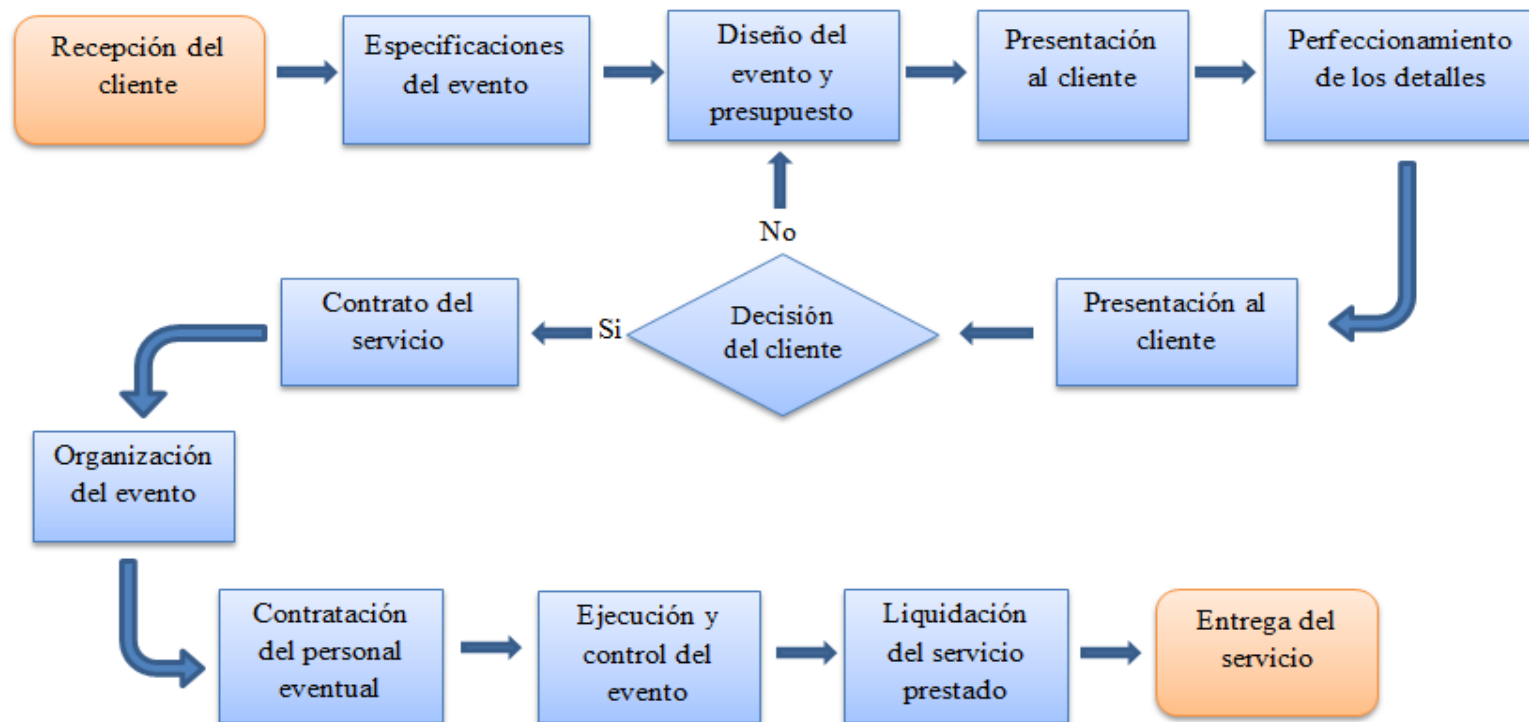 Recepción del
cliente
Especificaciones
del evento
Diseño del
evento y
presupuesto
Presentación
al cliente
Perfeccionamiento
de los detalles
Presentación al
cliente
Decisión
del cliente
No
Si
Contrato del
servicio
Organización
del evento
Contratación
del personal
eventual
Ejecución y
control del
evento
Liquidación
del servicio
prestado
Entrega del
servicio